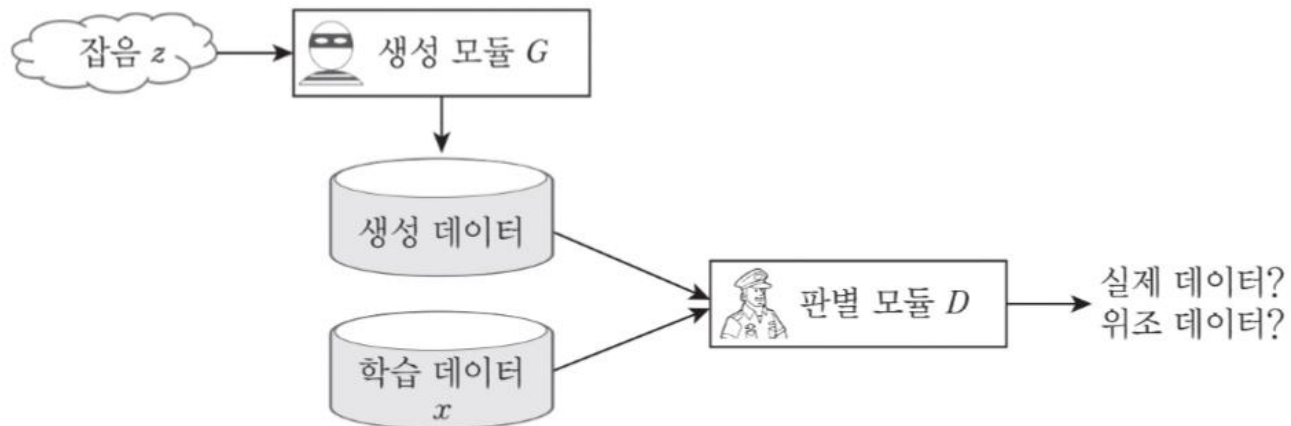 잡음 z
생성 모듈 G
생성 데이터
판별 모듈 D
실제 데이터?
위조 데이터?
학습 데이터
x